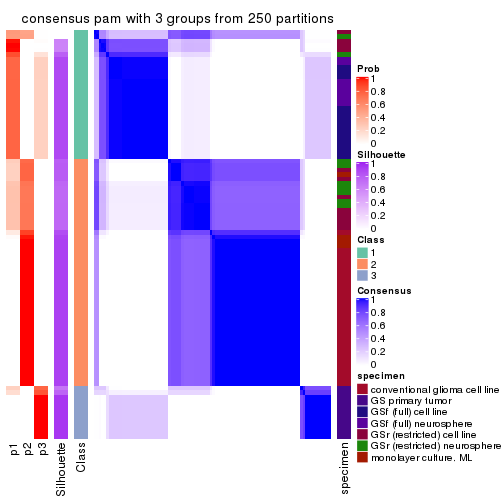 consensus pam with 3 groups from 250 partitions
Prob
1
0.8
0.6
0.4
0.2
0
Silhouette
1
0.8
0.6
0.4
0.2
0
Class
1
2
3
Consensus
1
0.8
0.6
0.4
0.2
0
specimen
conventional glioma cell line
GS primary tumor
GSf (full) cell line
GSf (full) neurosphere
GSr (restricted) cell line
GSr (restricted) neurosphere
monolayer culture. ML
p1
p2
p3
Silhouette
Class
specimen